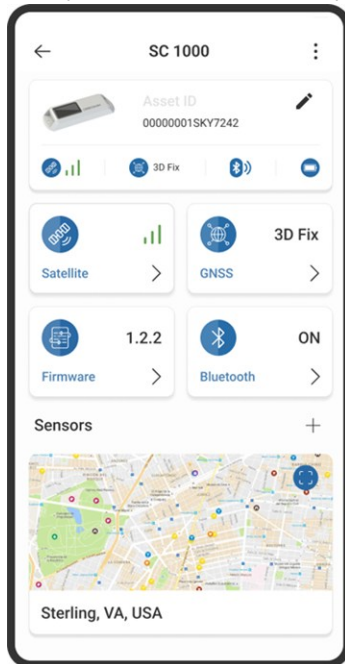 SC 1000
Asset ID
00000001SKY7242
3D Fix
Satellite
3D Fix
GNSS
1.2.2
Firmware
ON
Bluetooth
Sensors
Sterling, VA, USA